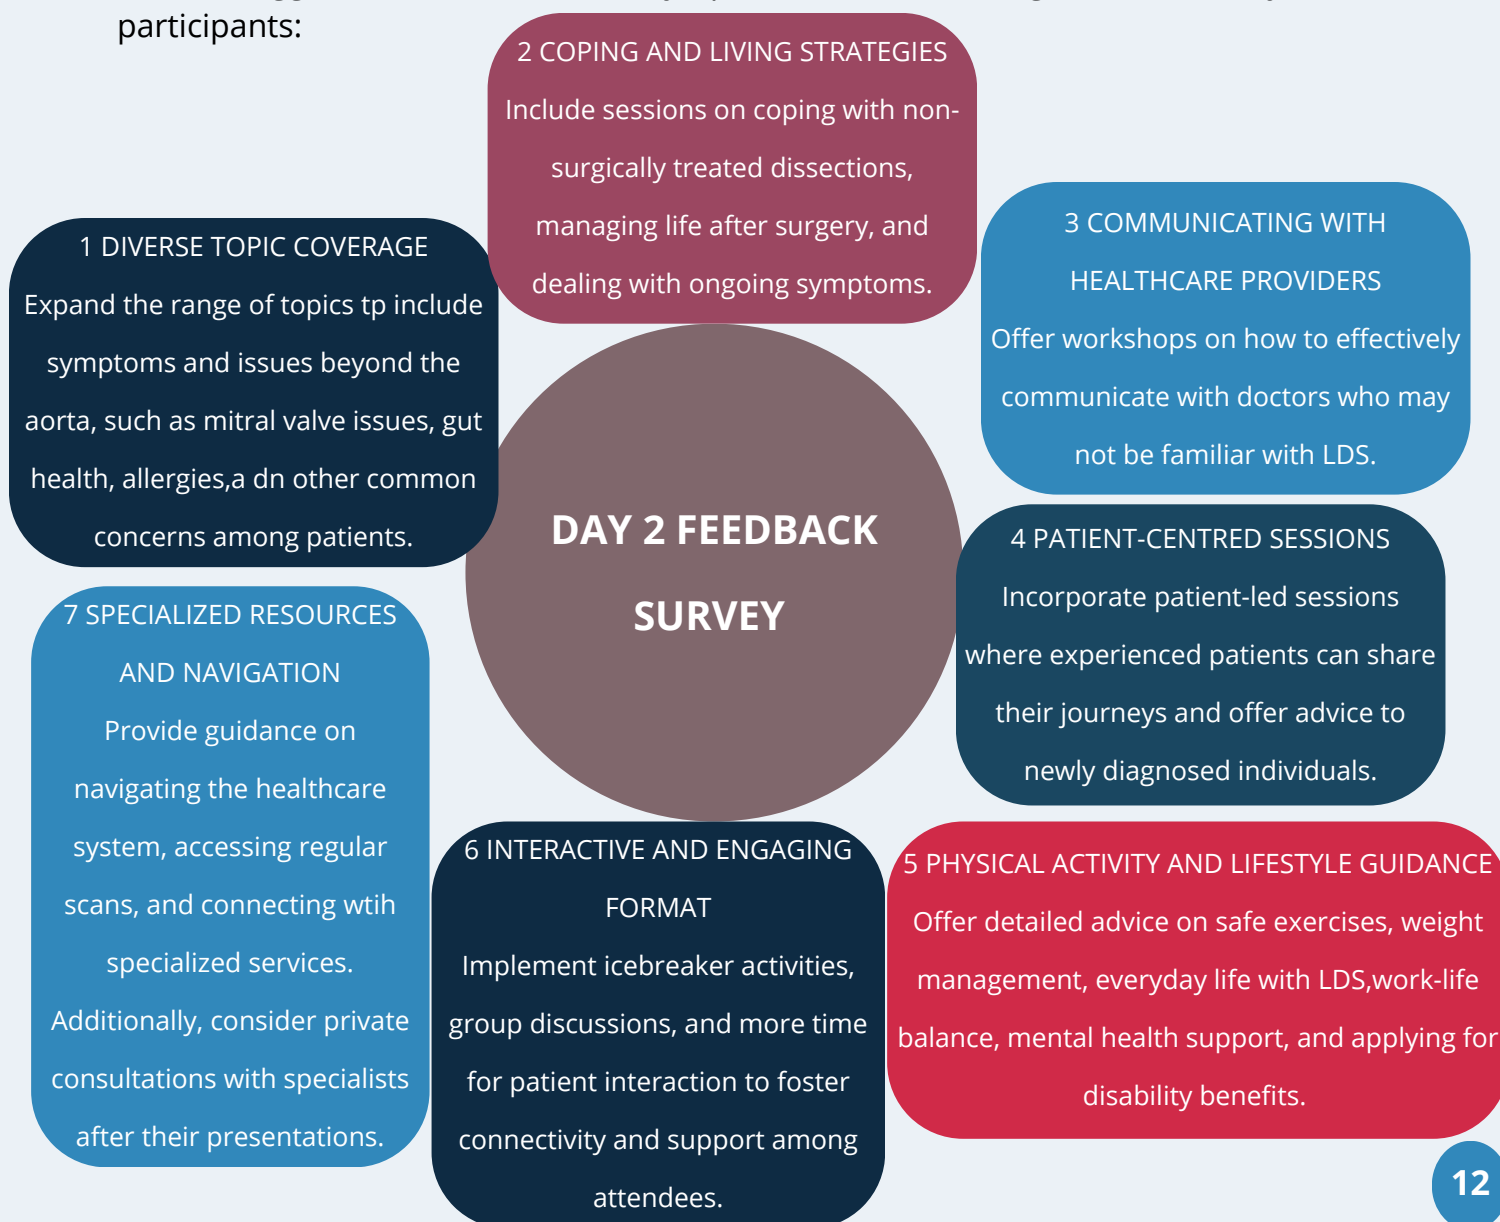 participants:
2 COPING AND LIVING STRATEGIES
Include sessions on coping with non-
surgically treated dissections,
managing life after surgery, and
dealing with ongoing symptoms.
1 DIVERSE TOPIC COVERAGE
Expand the range of topics tp include
symptoms and issues beyond the
aorta, such as mitral valve issues, gut
health, allergies,a dn other common
concerns among patients.
3 COMMUNICATING WITH
HEALTHCARE PROVIDERS
Offer workshops on how to effectively
communicate with doctors who may
not be familiar with LDS.
DAY 2 FEEDBACK
SURVEY
4 PATIENT-CENTRED SESSIONS
Incorporate patient-led sessions
where experienced patients can share
their journeys and offer advice to
newly diagnosed individuals.
7 SPECIALIZED RESOURCES
AND NAVIGATION
Provide guidance on
navigating the healthcare
system, accessing regular
scans, and connecting wtih
specialized services.
Additionally, consider private
consultations with specialists
after their presentations.
6 INTERACTIVE AND ENGAGING
FORMAT
Implement icebreaker activities,
group discussions, and more time
for patient interaction to foster
connectivity and support among
attendees.
5 PHYSICAL ACTIVITY AND LIFESTYLE GUIDANCE
Offer detailed advice on safe exercises, weight
management, everyday life with LDS,work-life
balance, mental health support, and applying for
disability benefits.
12